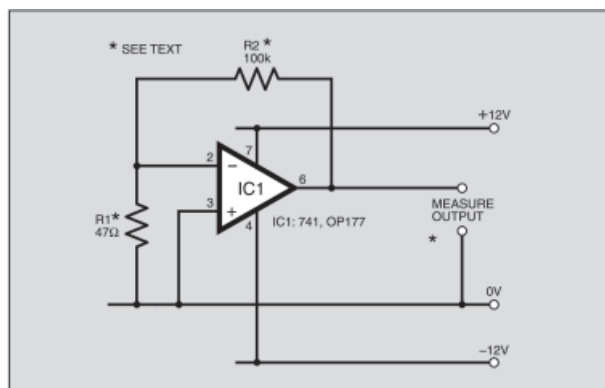 * SEE TEXT
R2 *
100k
+12V
7
2
−
6
IC1
3
+
4
IC1: 741, OP177
MEASURE
OUTPUT
*
R1*
47Ω
0V
−12V